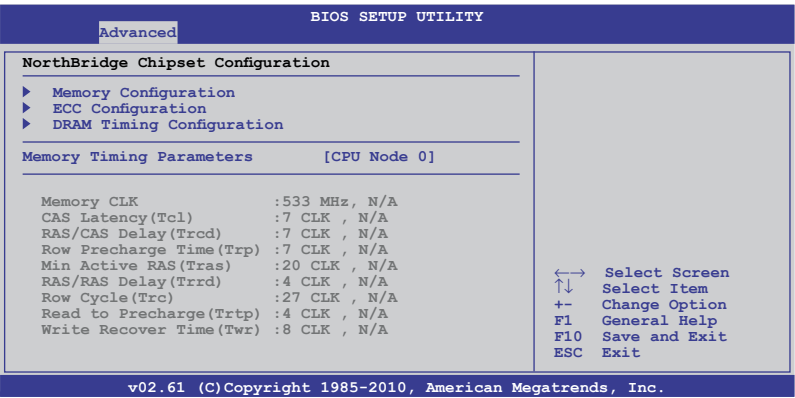 BIOS SETUP UTILITY
Advanced
NorthBridge Chipset Configuration
Memory Configuration
ECC Configuration
DRAM Timing Configuration
Memory Timing Parameters [CPU Node 0]
Memory CLK :533 MHz, N/A
CAS Latency(Tcl) :7 CLK , N/A
RAS/CAS Delay(Trcd) :7 CLK , N/A
Row Precharge Time(Trp) :7 CLK , N/A
Min Active RAS(Tras) :20 CLK , N/A
RAS/RAS Delay(Trrd) :4 CLK , N/A
Row Cycle(Trc) :27 CLK , N/A
Read to Precharge(Trtp) :4 CLK , N/A
Write Recover Time(Twr) :8 CLK , N/A
←→ Select Screen
↑↓ Select Item
+- Change Option
F1 General Help
F10 Save and Exit
ESC Exit
v02.61 (C)Copyright 1985-2010, American Megatrends, Inc.